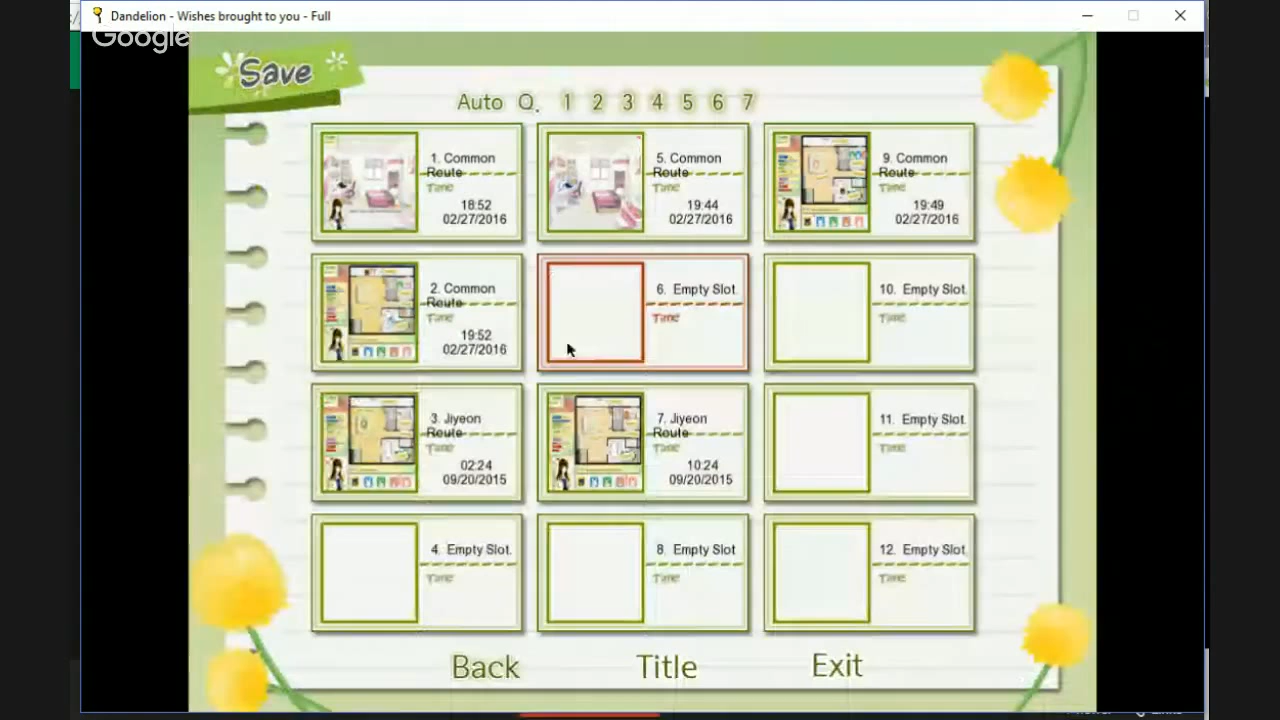 Dandelion - Wishes brought to you - Full
Google
Save
Auto Q. 1 2 3 4 5 6 7
1. Common
Route
Time
18:52
02/27/2016
5. Common
Route
Time
19:44
02/27/2016
9. Common
Route
Time
19:49
02/27/2016
2. Common
Route
Time
19:52
02/27/2016
6. Empty Slot.
Time
10. Empty Slot.
Time
3. Jiyeon
Route
Time
02:24
09/20/2015
7. Jiyeon
Route
Time
10:24
09/20/2015
11. Empty Slot.
Time
4. Empty Slot.
Time
8. Empty Slot
Time
12. Empty Slot.
Time
Back Title Exit